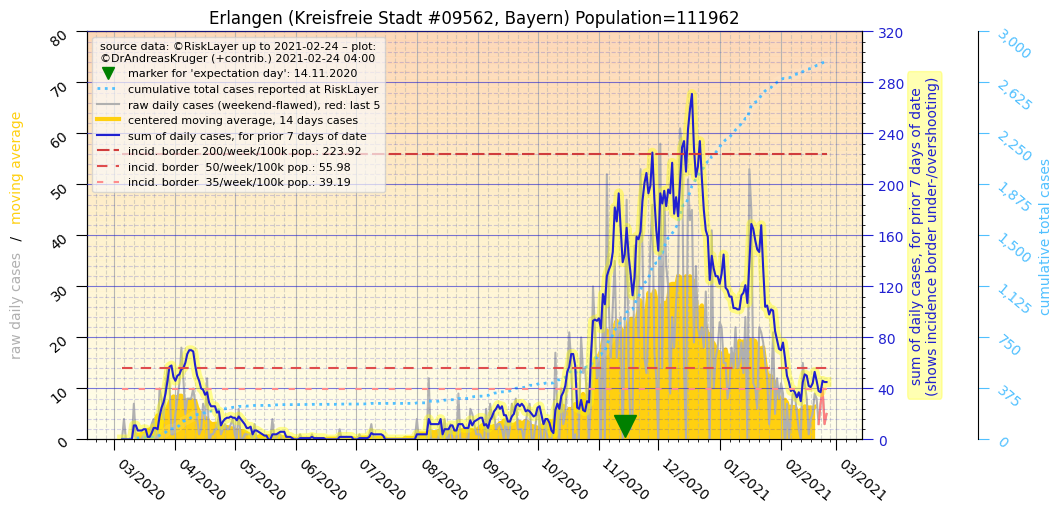 Erlangen (Kreisfreie Stadt #09562, Bayern) Population=111962
source data: ©RiskLayer up to 2021-02-24 – plot:
©DrAndreasKruger (+contrib.) 2021-02-24 04:00
marker for 'expectation day': 14.11.2020
cumulative total cases reported at RiskLayer
raw daily cases (weekend-flawed), red: last 5
centered moving average, 14 days cases
sum of daily cases, for prior 7 days of date
incid. border 200/week/100k pop.: 223.92
incid. border  50/week/100k pop.: 55.98
incid. border  35/week/100k pop.: 39.19
raw daily cases / moving average
80
70
60
50
40
30
20
10
0
03/2020
04/2020
05/2020
06/2020
07/2020
08/2020
09/2020
10/2020
11/2020
12/2020
01/2021
02/2021
03/2021
320
280
240
200
160
120
80
40
0
sum of daily cases, for prior 7 days of date
(shows incidence border under-/overshooting)
3,000
2,625
2,250
1,875
1,500
1,125
750
375
0
cumulative total cases